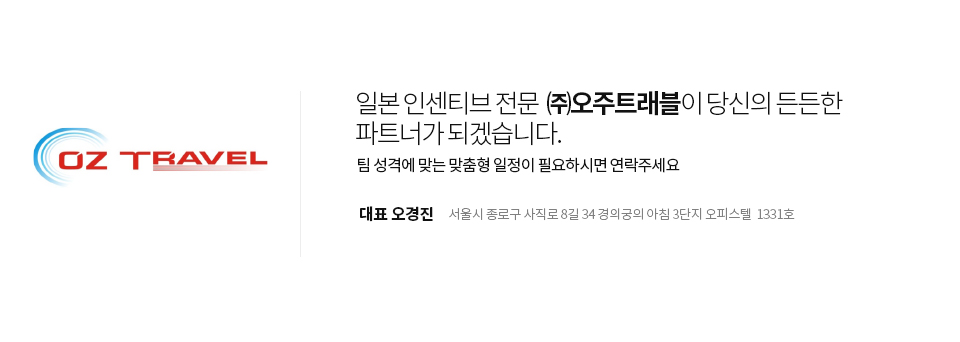 OZ TRAVEL
일본 인센티브 전문 ㈜오주트래블이 당신의 든든한
파트너가 되겠습니다.
팀 성격에 맞는 맞춤형 일정이 필요하시면 연락주세요
대표 오경진 서울시 종로구 사직로 8길 34 경의궁의 아침 3단지 오피스텔 1331호